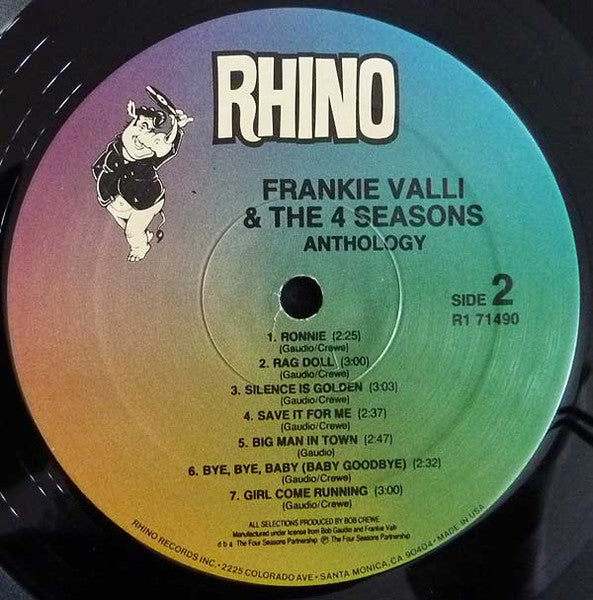 RHINO
FRANKIE VALLI
& THE 4 SEASONS
ANTHOLOGY
SIDE 2
R1 71490
1. RONNIE (2:25)
(Gaudio/Crewe)
2. RAG DOLL (3:00)
(Gaudio/Crewe)
3. SILENCE IS GOLDEN (3:03)
(Gaudio/Crewe)
4. SAVE IT FOR ME (2:37)
(Gaudio/Crewe)
5. BIG MAN IN TOWN (2:47)
(Gaudio)
6. BYE, BYE, BABY (BABY GOODBYE) (2:32)
(Gaudio/Crewe)
7. GIRL COME RUNNING (3:00)
(Gaudio/Crewe)
ALL SELECTIONS PRODUCED BY BOB CREWE
Manufactured under license from Bob Gaudio and Frankie Valli
d b a The Four Seasons Partnership ℗ The Four Seasons Partnership
RHINO RECORDS INC. • 2225 COLORADO AVE • SANTA MONICA, CA 90404 • MADE IN USA